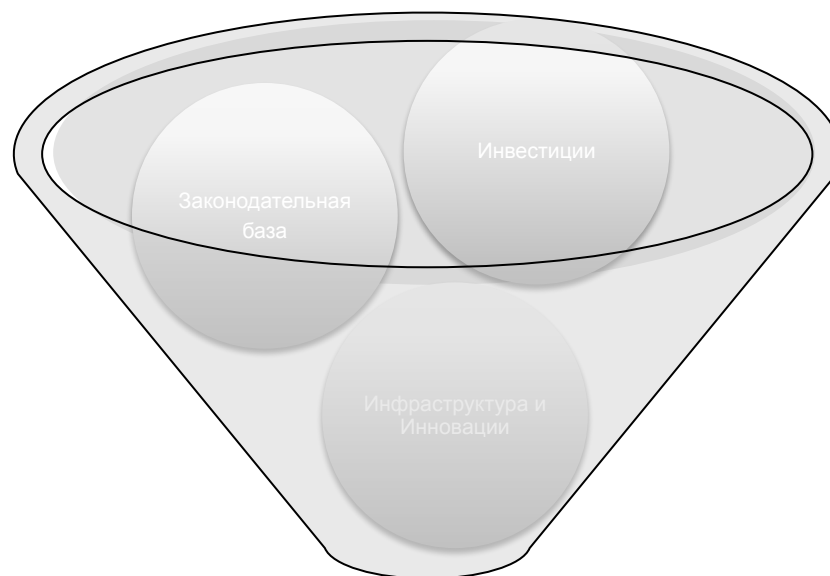 Инвестиции
Законодательная
база
Инфраструктура и
Инновации